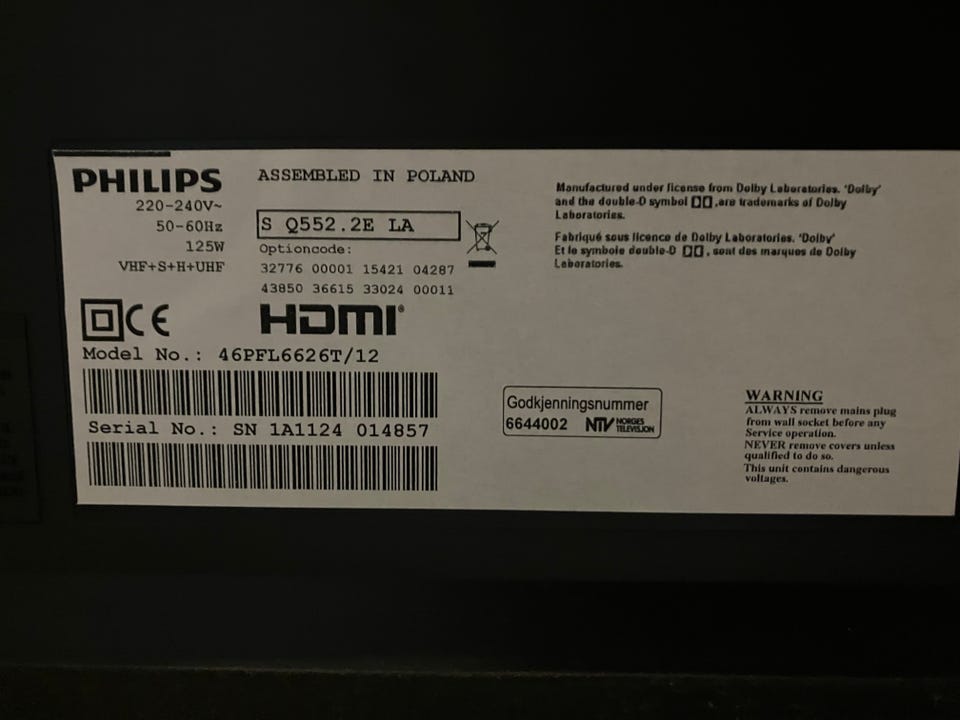 PHILIPS
ASSEMBLED IN POLAND
220-240V~
50-60Hz
125W
VHF+S+H+UHF
S Q552.2E LA
Optioncode:
32776 00001 15421 04287
43850 36615 33024 00011
CE
HDMI®
Model No.: 46PFL6626T/12
Serial No.: SN 1A1124 014857
Manufactured under license from Dolby Laboratories. 'Dolby'
and the double-D symbol ,are trademarks of Dolby
Laboratories.
Fabriqué sous licence de Dolby Laboratories. 'Dolby'
Et le symbole double-D , sont des marques de Dolby
Laboratories.
Godkjenningsnummer
6644002 NTV NORGES
TELEVISJON
WARNING
ALWAYS remove mains plug
from wall socket before any
Service operation.
NEVER remove covers unless
qualified to do so.
This unit contains dangerous
voltages.